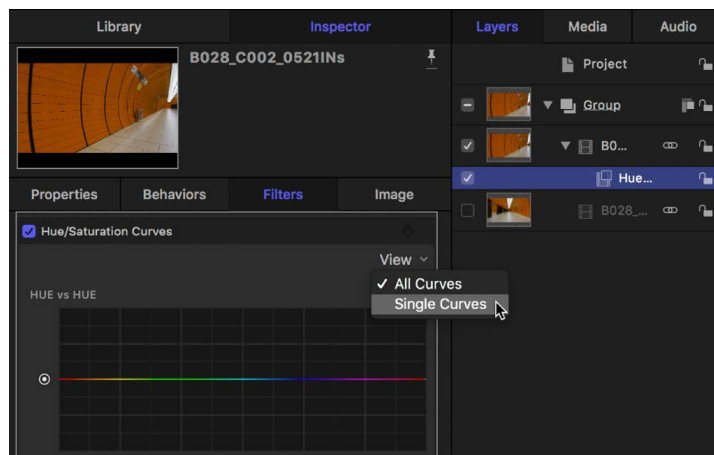 Library
Inspector
Layers
Media
Audio
B028_C002_0521INs
Project
Group
B0...
Properties
Behaviors
Filters
Image
Hue...
Hue/Saturation Curves
B028_...
View
✓ All Curves
Single Curves
HUE vs HUE